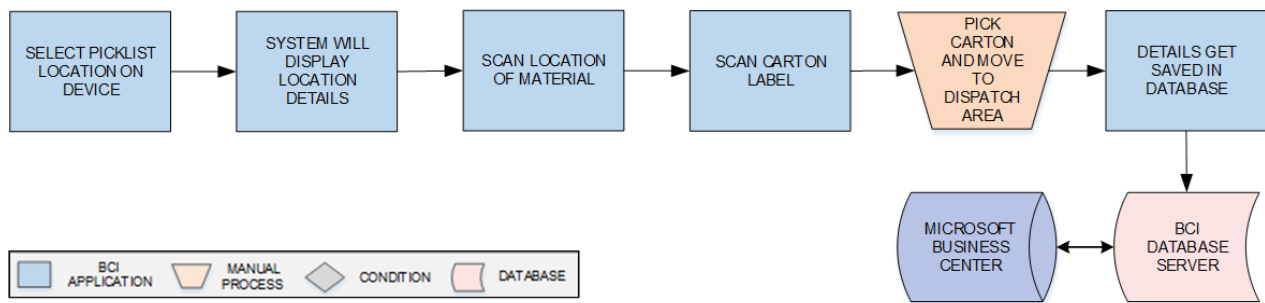 SELECT PICKLIST
LOCATION ON
DEVICE
SYSTEM WILL
DISPLAY
LOCATION
DETAILS
SCAN LOCATION
OF MATERIAL
SCAN CARTON
LABEL
PICK
CARTON
AND MOVE
TO
DISPATCH
AREA
DETAILS GET
SAVED IN
DATABASE
MICROSOFT
BUSINESS
CENTER
BCI
DATABASE
SERVER
BCI
APPLICATION
MANUAL
PROCESS
CONDITION
DATABASE